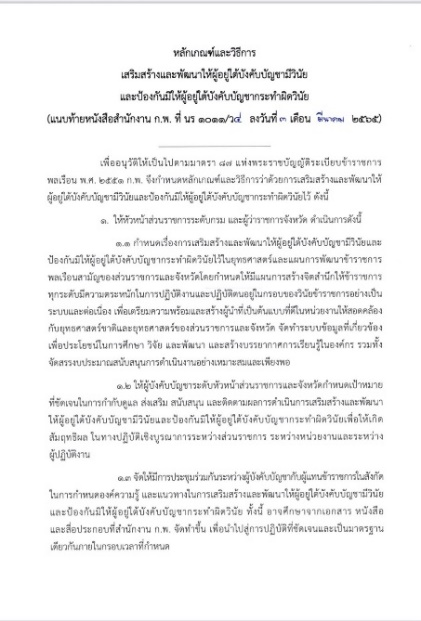 หลักเกณฑ์และวิธีการ
เสริมสร้างและพัฒนาให้ผู้อยู่ใต้บังคับบัญชามีวินัย
และป้องกันมิให้ผู้อยู่ใต้บังคับบัญชากระทำผิดวินัย
(แนบท้ายหนังสือสำนักงาน ก.พ. ที่ นร ๑๐๑๑/ว๔ ลงวันที่ ๓ เดือน มีนาคม ๒๕๖๕)
เพื่ออนุวัติให้เป็นไปตามมาตรา ๘๗ แห่งพระราชบัญญัติระเบียบข้าราชการ
พลเรือน พ.ศ. ๒๕๕๑ ก.พ. จึงกำหนดหลักเกณฑ์และวิธีการว่าด้วยการเสริมสร้างและพัฒนาให้
ผู้อยู่ใต้บังคับบัญชามีวินัยและป้องกันมิให้ผู้อยู่ใต้บังคับบัญชากระทำผิดวินัยไว้ ดังนี้
๑. ให้หัวหน้าส่วนราชการระดับกรม และผู้ว่าราชการจังหวัด ดำเนินการดังนี้
๑.๑ กำหนดเรื่องการเสริมสร้างและพัฒนาให้ผู้อยู่ใต้บังคับบัญชามีวินัยและ
ป้องกันมิให้ผู้อยู่ใต้บังคับบัญชากระทำผิดวินัยไว้ในยุทธศาสตร์และแผนการพัฒนาข้าราชการ
พลเรือนสามัญของส่วนราชการและจังหวัดโดยกำหนดให้มีแผนการสร้างจิตสำนึกให้ข้าราชการ
ทุกระดับมีความตระหนักในการปฏิบัติงานและปฏิบัติตนอยู่ในกรอบของวินัยข้าราชการอย่างเป็น
ระบบและต่อเนื่อง เพื่อเตรียมความพร้อมและสร้างผู้นำที่เป็นต้นแบบที่ดีในหน่วยงานให้สอดคล้อง
กับยุทธศาสตร์ชาติและยุทธศาสตร์ของส่วนราชการและจังหวัด จัดทำระบบข้อมูลที่เกี่ยวข้อง
เพื่อประโยชน์ในการศึกษา วิจัย และพัฒนา และสร้างบรรยากาศการเรียนรู้ในองค์กร รวมทั้ง
จัดสรรงบประมาณสนับสนุนการดำเนินงานอย่างเหมาะสมและเพียงพอ
๑.๒ ให้ผู้บังคับบัญชาระดับหัวหน้าส่วนราชการและจังหวัดกำหนดเป้าหมาย
ที่ชัดเจนในการกำกับดูแล ส่งเสริม สนับสนุน และติดตามผลการดำเนินการเสริมสร้างและพัฒนา
ให้ผู้อยู่ใต้บังคับบัญชามีวินัยและป้องกันมิให้ผู้อยู่ใต้บังคับบัญชากระทำผิดวินัยเพื่อให้เกิด
สัมฤทธิผล ในทางปฏิบัติเชิงบูรณาการระหว่างส่วนราชการ ระหว่างหน่วยงานและระหว่าง
ผู้ปฏิบัติงาน
๑.๓ จัดให้มีการประชุมร่วมกันระหว่างผู้บังคับบัญชากับผู้แทนข้าราชการในสังกัด
ในการกำหนดองค์ความรู้ และแนวทางในการเสริมสร้างและพัฒนาให้ผู้อยู่ใต้บังคับบัญชามีวินัย
และป้องกันมิให้ผู้อยู่ใต้บังคับบัญชากระทำผิดวินัย ทั้งนี้ อาจศึกษาจากเอกสาร หนังสือ
และสื่อประกอบที่สำนักงาน ก.พ. จัดทำขึ้น เพื่อนำไปสู่การปฏิบัติที่ชัดเจนและเป็นมาตรฐาน
เดียวกันภายในกรอบเวลาที่กำหนด